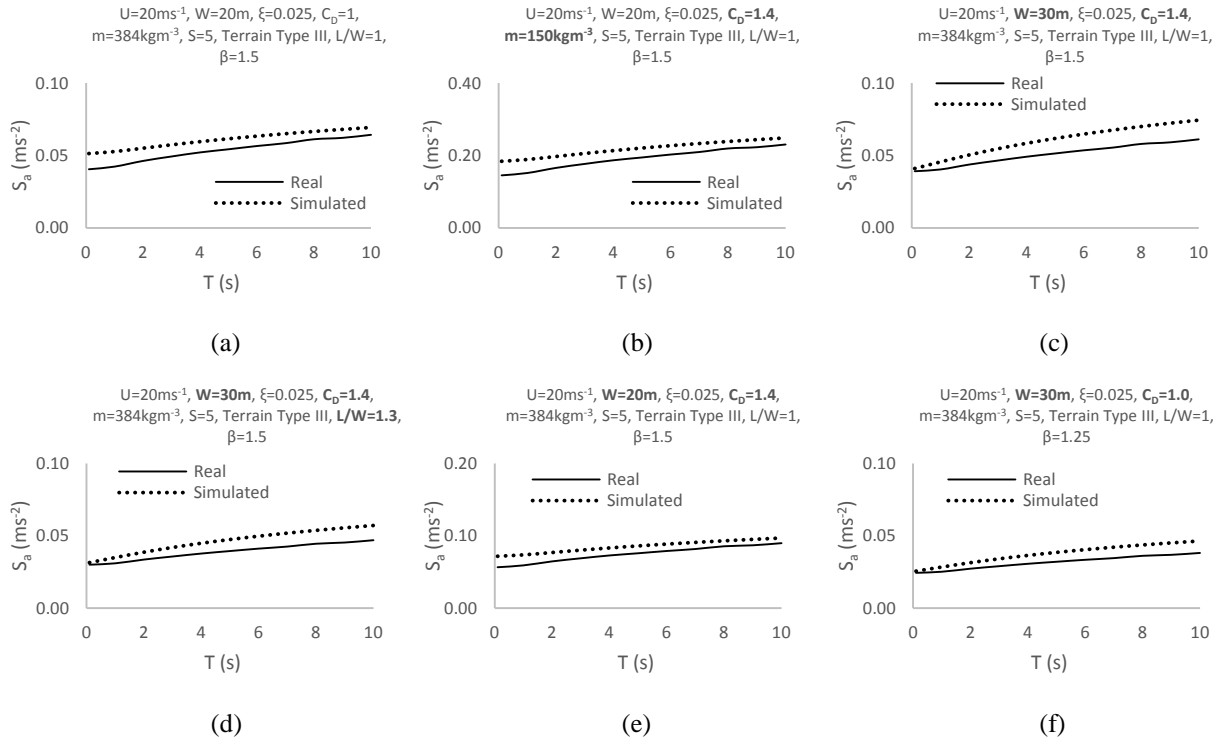 U=20ms⁻¹, W=20m, ξ=0.025, C_D=1,
m=384kgm⁻³, S=5, Terrain Type III, L/W=1,
β=1.5
0.10
0.05
0.00
S_a (ms⁻²)
Real
Simulated
0 2 4 6 8 10
T (s)
(a)
U=20ms⁻¹, W=20m, ξ=0.025, C_D=1.4,
m=150kgm⁻³, S=5, Terrain Type III, L/W=1,
β=1.5
0.40
0.20
0.00
S_a (ms⁻²)
Real
Simulated
0 2 4 6 8 10
T (s)
(b)
U=20ms⁻¹, W=30m, ξ=0.025, C_D=1.4,
m=384kgm⁻³, S=5, Terrain Type III, L/W=1,
β=1.5
0.10
0.05
0.00
S_a (ms⁻²)
Real
Simulated
0 2 4 6 8 10
T (s)
(c)
U=20ms⁻¹, W=30m, ξ=0.025, C_D=1.4,
m=384kgm⁻³, S=5, Terrain Type III, L/W=1.3,
β=1.5
0.10
0.05
0.00
S_a (ms⁻²)
Real
Simulated
0 2 4 6 8 10
T (s)
(d)
U=20ms⁻¹, W=20m, ξ=0.025, C_D=1.4,
m=384kgm⁻³, S=5, Terrain Type III, L/W=1,
β=1.5
0.20
0.10
0.00
S_a (ms⁻²)
Real
Simulated
0 2 4 6 8 10
T (s)
(e)
U=20ms⁻¹, W=30m, ξ=0.025, C_D=1.0,
m=384kgm⁻³, S=5, Terrain Type III, L/W=1,
β=1.25
0.10
0.05
0.00
S_a (ms⁻²)
Real
Simulated
0 2 4 6 8 10
T (s)
(f)